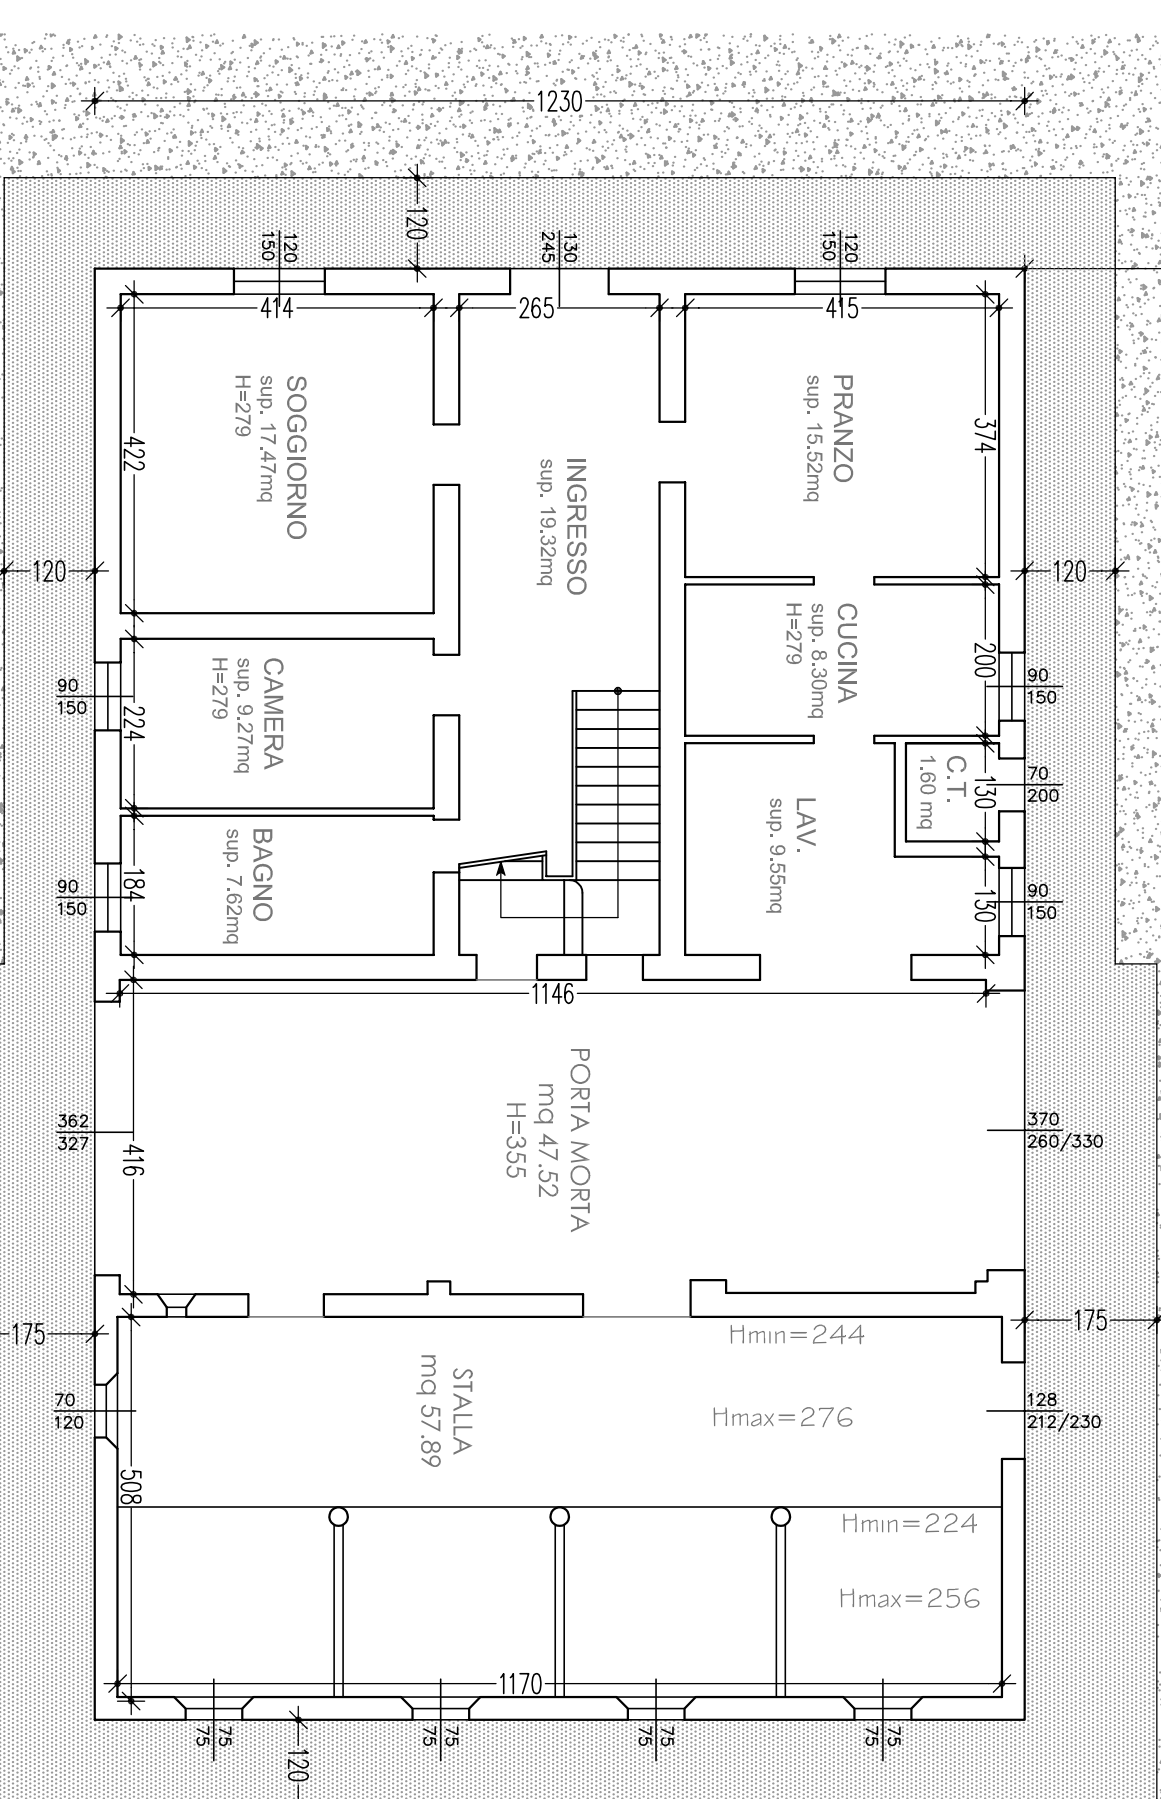 1230
120
120
150
130
245
120
150
414
265
415
SOGGIORNO
sup. 17.47mq
H=279
422
INGRESSO
sup. 19.32mq
PRANZO
sup. 15.52mq
374
120
120
CAMERA
sup. 9.27mq
H=279
224
90
150
CUCINA
sup. 8.30mq
H=279
200
90
150
C.T.
1.60 mq
130
70
200
BAGNO
sup. 7.62mq
184
90
150
LAV.
sup. 9.55mq
130
90
150
1146
PORTA MORTA
mq 47.52
H=355
362
327
416
370
260/330
175
175
Hmin=244
STALLA
mq 57.89
Hmax=276
70
120
128
212/230
508
Hmin=224
Hmax=256
1170
75
75
75
75
75
75
75
75
120